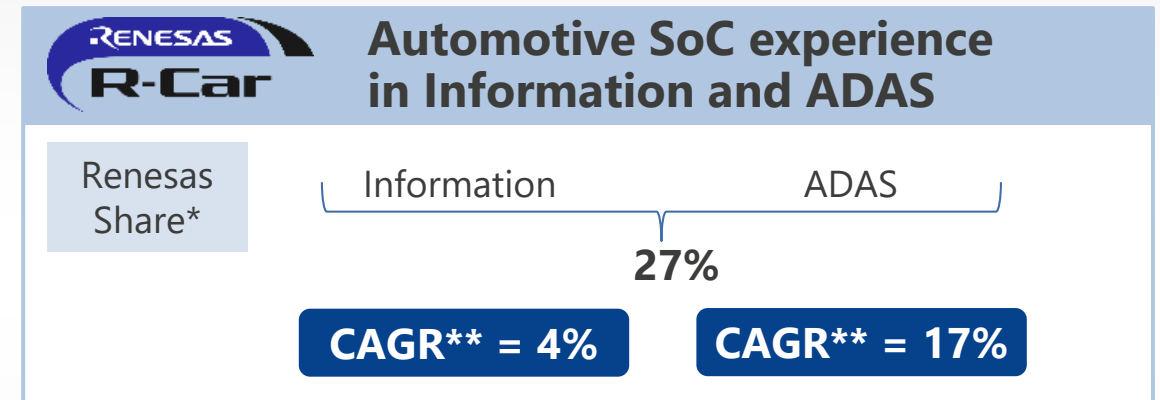 RENESAS
R-Car
Automotive SoC experience
in Information and ADAS
Renesas
Share*
Information ADAS
27%
CAGR** = 4% CAGR** = 17%